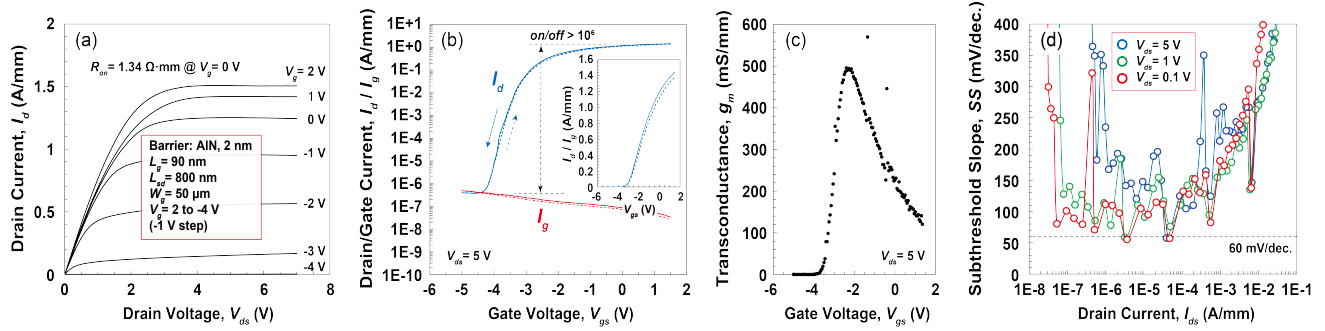 (a)
R_on = 1.34 Ω·mm @ V_g = 0 V
V_g = 2 V
1 V
0 V
-1 V
-2 V
-3 V
-4 V
Barrier: AlN, 2 nm
L_g = 90 nm
L_sd = 800 nm
W_g = 50 μm
V_g = 2 to -4 V
(-1 V step)
Drain Current, I_d (A/mm)
2
1.5
1
0.5
0
0 2 4 6 8
Drain Voltage, V_ds (V)
(b)
on/off > 10^6
I_d
I_g
V_ds = 5 V
Drain/Gate Current, I_d / I_g (A/mm)
1E+1
1E+0
1E-1
1E-2
1E-3
1E-4
1E-5
1E-6
1E-7
1E-8
1E-9
1E-10
-6 -5 -4 -3 -2 -1 0 1 2
Gate Voltage, V_gs (V)
I_d / I_g (A/mm)
1.6
1.4
1.2
1.0
0.8
0.6
0.4
0.2
0
-6 -4 -2 0 2
V_gs (V)
(c)
V_ds = 5 V
Transconductance, g_m (mS/mm)
600
500
400
300
200
100
0
-6 -4 -2 0 2
Gate Voltage, V_gs (V)
(d)
V_ds = 5 V
V_ds = 1 V
V_ds = 0.1 V
60 mV/dec.
Subthreshold Slope, SS (mV/dec.)
400
350
300
250
200
150
100
50
0
1E-8 1E-7 1E-6 1E-5 1E-4 1E-3 1E-2 1E-1
Drain Current, I_ds (A/mm)